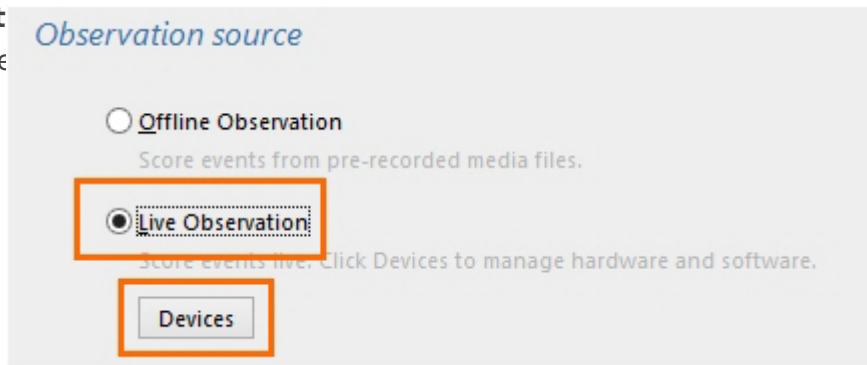 Observation source
Offline Observation
Score events from pre-recorded media files.
Live Observation
Score events live. Click Devices to manage hardware and software.
Devices